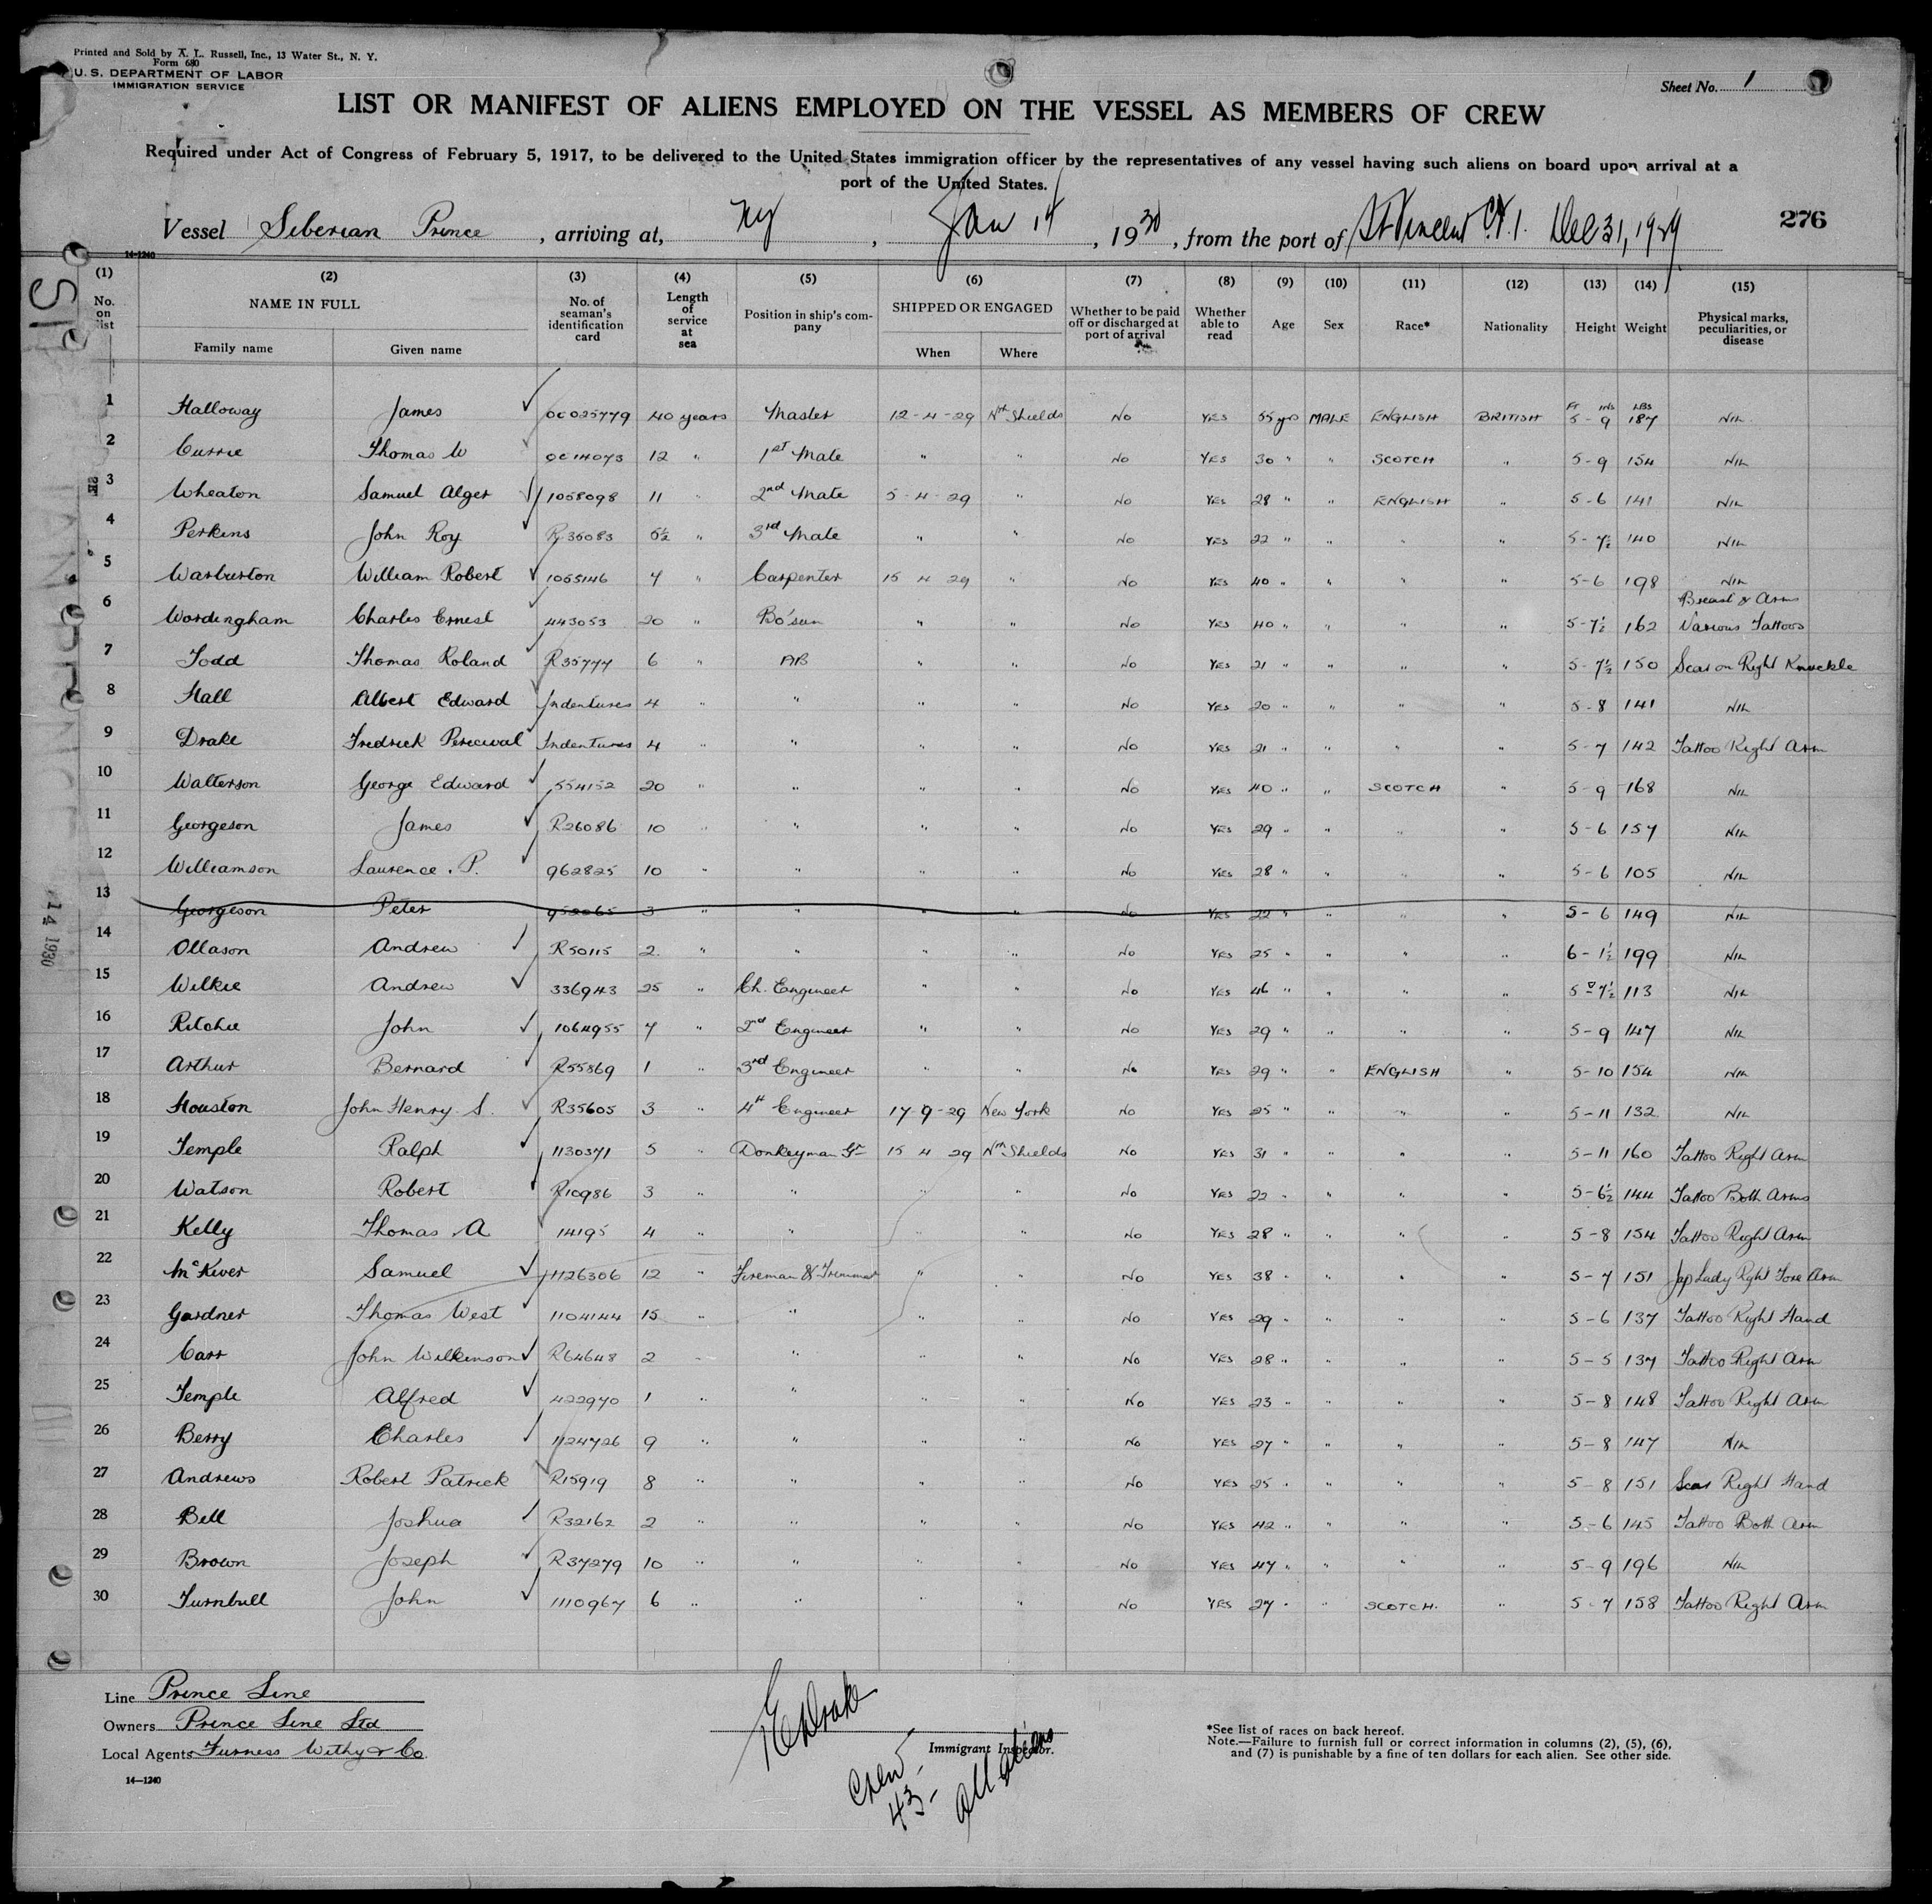 Printed and Sold by A. L. Russell, Inc., 13 Water St., N. Y.
Form 680
U. S. DEPARTMENT OF LABOR
IMMIGRATION SERVICE
Sheet No. 1
LIST OR MANIFEST OF ALIENS EMPLOYED ON THE VESSEL AS MEMBERS OF CREW
Required under Act of Congress of February 5, 1917, to be delivered to the United States immigration officer by the representatives of any vessel having such aliens on board upon arrival at a
port of the United States.
Vessel Siberian Prince, arriving at, NY, Jan 14, 1930, from the port of St Vincent C.V.I. Dec 31, 1929
276
14-1240
(1) (2) (3) (4) (5) (6) (7) (8) (9) (10) (11) (12) (13) (14) (15)
No. on list NAME IN FULL Family name Given name No. of seaman's identification card Length of service at sea Position in ship's company SHIPPED OR ENGAGED When Where Whether to be paid off or discharged at port of arrival Whether able to read Age Sex Race* Nationality Height Weight Physical marks, peculiarities, or disease
1 Halloway James OC025779 40 years Master 12-4-29 Nth Shields No YES 55 yrs MALE ENGLISH BRITISH Ft Ins 5-9 LBS 187 NIL
2 Currie Thomas W OC14073 12 " 1st Mate " " No YES 30 " " SCOTCH " 5-9 154 NIL
3 Wheaton Samuel Alger 1058098 11 " 2nd Mate 5-4-29 " No YES 28 " " ENGLISH " 5-6 141 NIL
4 Perkins John Roy R35083 5½ " 3rd Mate " " No YES 22 " " " " 5-7½ 140 NIL
5 Warburton William Robert 1055146 7 " Carpenter 15 4 29 " No YES 40 " " " " 5-6 198 NIL
6 Wordingham Charles Ernest 443053 20 " Bo'sun " " No YES 40 " " " " 5-7½ 162 Breast & Arms Various Tattoos
7 Todd Thomas Roland R35777 6 " AB " " No YES 21 " " " " 5-7½ 150 Scar on Right Knuckle
8 Hall Albert Edward Indentures 4 " " " " No YES 20 " " " " 5-8 141 NIL
9 Drake Fredrick Percival Indentures 4 " " " " No YES 21 " " " " 5-7 142 Tattoo Right Arm
10 Walterson George Edward 554152 20 " " " " No YES 40 " " SCOTCH " 5-9 168 NIL
11 Georgeson James R26086 10 " " " " No YES 29 " " " " 5-6 157 NIL
12 Williamson Laurence . P. 962825 10 " " " " No YES 28 " " " " 5-6 105 NIL
13 Georgeson Peter 952065 3 " " " " No YES 22 " " " " 5-6 149 NIL
14 Ollason Andrew R50115 2 " " " " No YES 25 " " " " 6-1½ 199 NIL
15 Wilkie Andrew 336943 25 " Ch. Engineer " " No YES 46 " " " " 5-7½ 113 NIL
16 Ritchie John 1064955 7 " 2nd Engineer " " No YES 29 " " " " 5-9 147 NIL
17 Arthur Bernard R55869 1 " 3rd Engineer " " No YES 29 " " ENGLISH " 5-10 154 NIL
18 Houston John Henry S. R35605 3 " 4th Engineer 17-9-29 New York No YES 25 " " " " 5-11 132 NIL
19 Temple Ralph 1130371 5 " Donkeyman Gr 15 4 29 Nth Shields No YES 31 " " " " 5-11 160 Tattoo Right Arm
20 Watson Robert R10986 3 " " " " No YES 22 " " " " 5-6½ 144 Tattoo Both Arms
21 Kelly Thomas A 14195 4 " " " " No YES 28 " " " " 5-8 154 Tattoo Right Arm
22 McKiver Samuel 1126306 12 " Fireman & Trimmer " " No YES 38 " " " " 5-7 151 Jap Lady Right Fore Arm
23 Gardner Thomas West 1104144 15 " " " " No YES 29 " " " " 5-6 137 Tattoo Right Hand
24 Carr John Wilkinson R64648 2 " " " " No YES 28 " " " " 5-5 137 Tattoo Right Arm
25 Temple Alfred 422970 1 " " " " No YES 23 " " " " 5-8 148 Tattoo Right Arm
26 Berry Charles 1124726 9 " " " " No YES 27 " " " " 5-8 147 NIL
27 Andrews Robert Patrick R15919 8 " " " " No YES 25 " " " " 5-8 151 Scar Right Hand
28 Bell Joshua R32162 2 " " " " No YES 42 " " " " 5-6 145 Tattoo Both Arm
29 Brown Joseph R37279 10 " " " " No YES 47 " " " " 5-9 196 NIL
30 Turnbull John 1110967 6 " " " " No YES 27 " " SCOTCH. " 5-7 158 Tattoo Right Arm
Line Prince Line
Owners Prince Line Ltd
Local Agents Furness Withy & Co.
14—1240
Drake
Immigrant Inspector.
Crew-
43-
All aliens
*See list of races on back hereof.
Note.—Failure to furnish full or correct information in columns (2), (5), (6),
and (7) is punishable by a fine of ten dollars for each alien. See other side.
14 1930